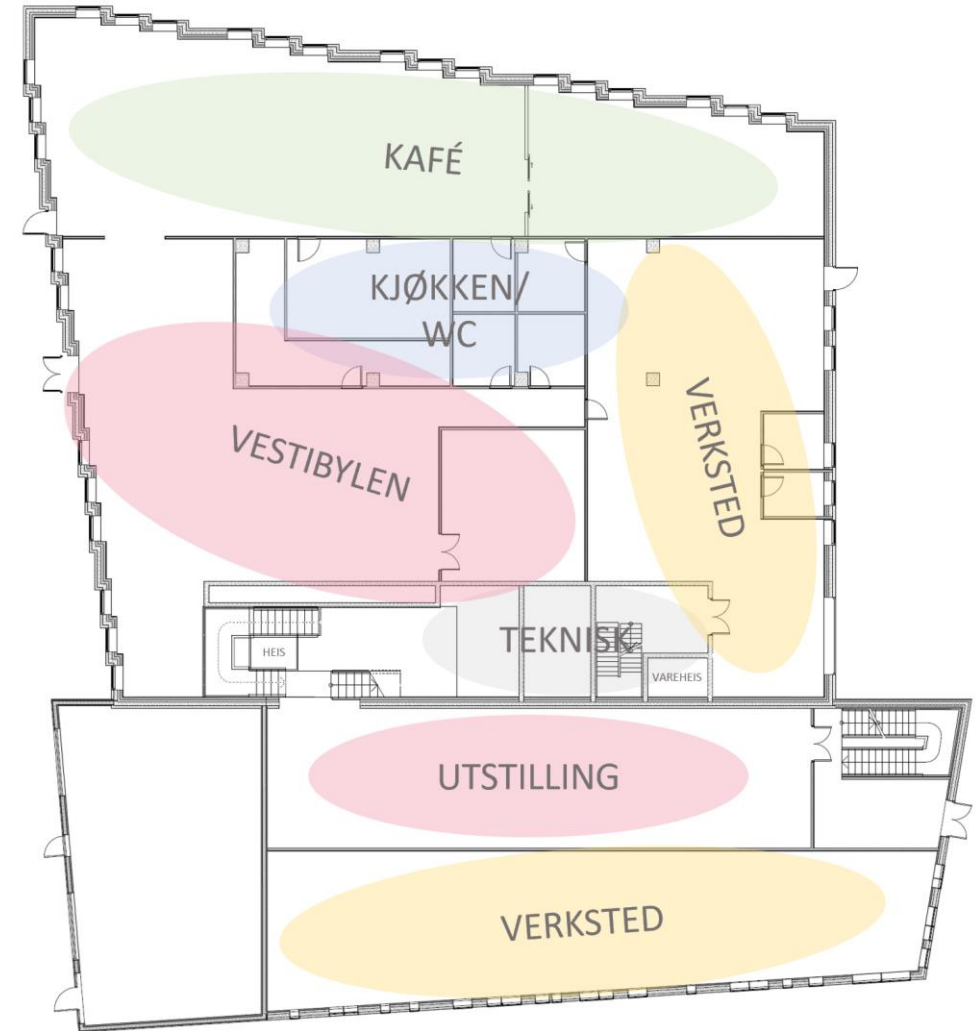 KAFÉ
KJØKKEN/
WC
VERKSTED
VESTIBYLEN
TEKNISK
HEIS
VAREHEIS
UTSTILLING
VERKSTED